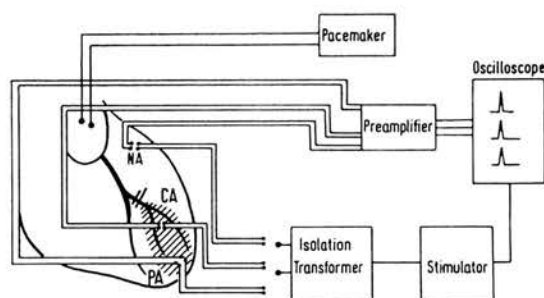 Pacemaker
Oscilloscope
Preamplifier
NA
CA
PA
Isolation
Transformer
Stimulator